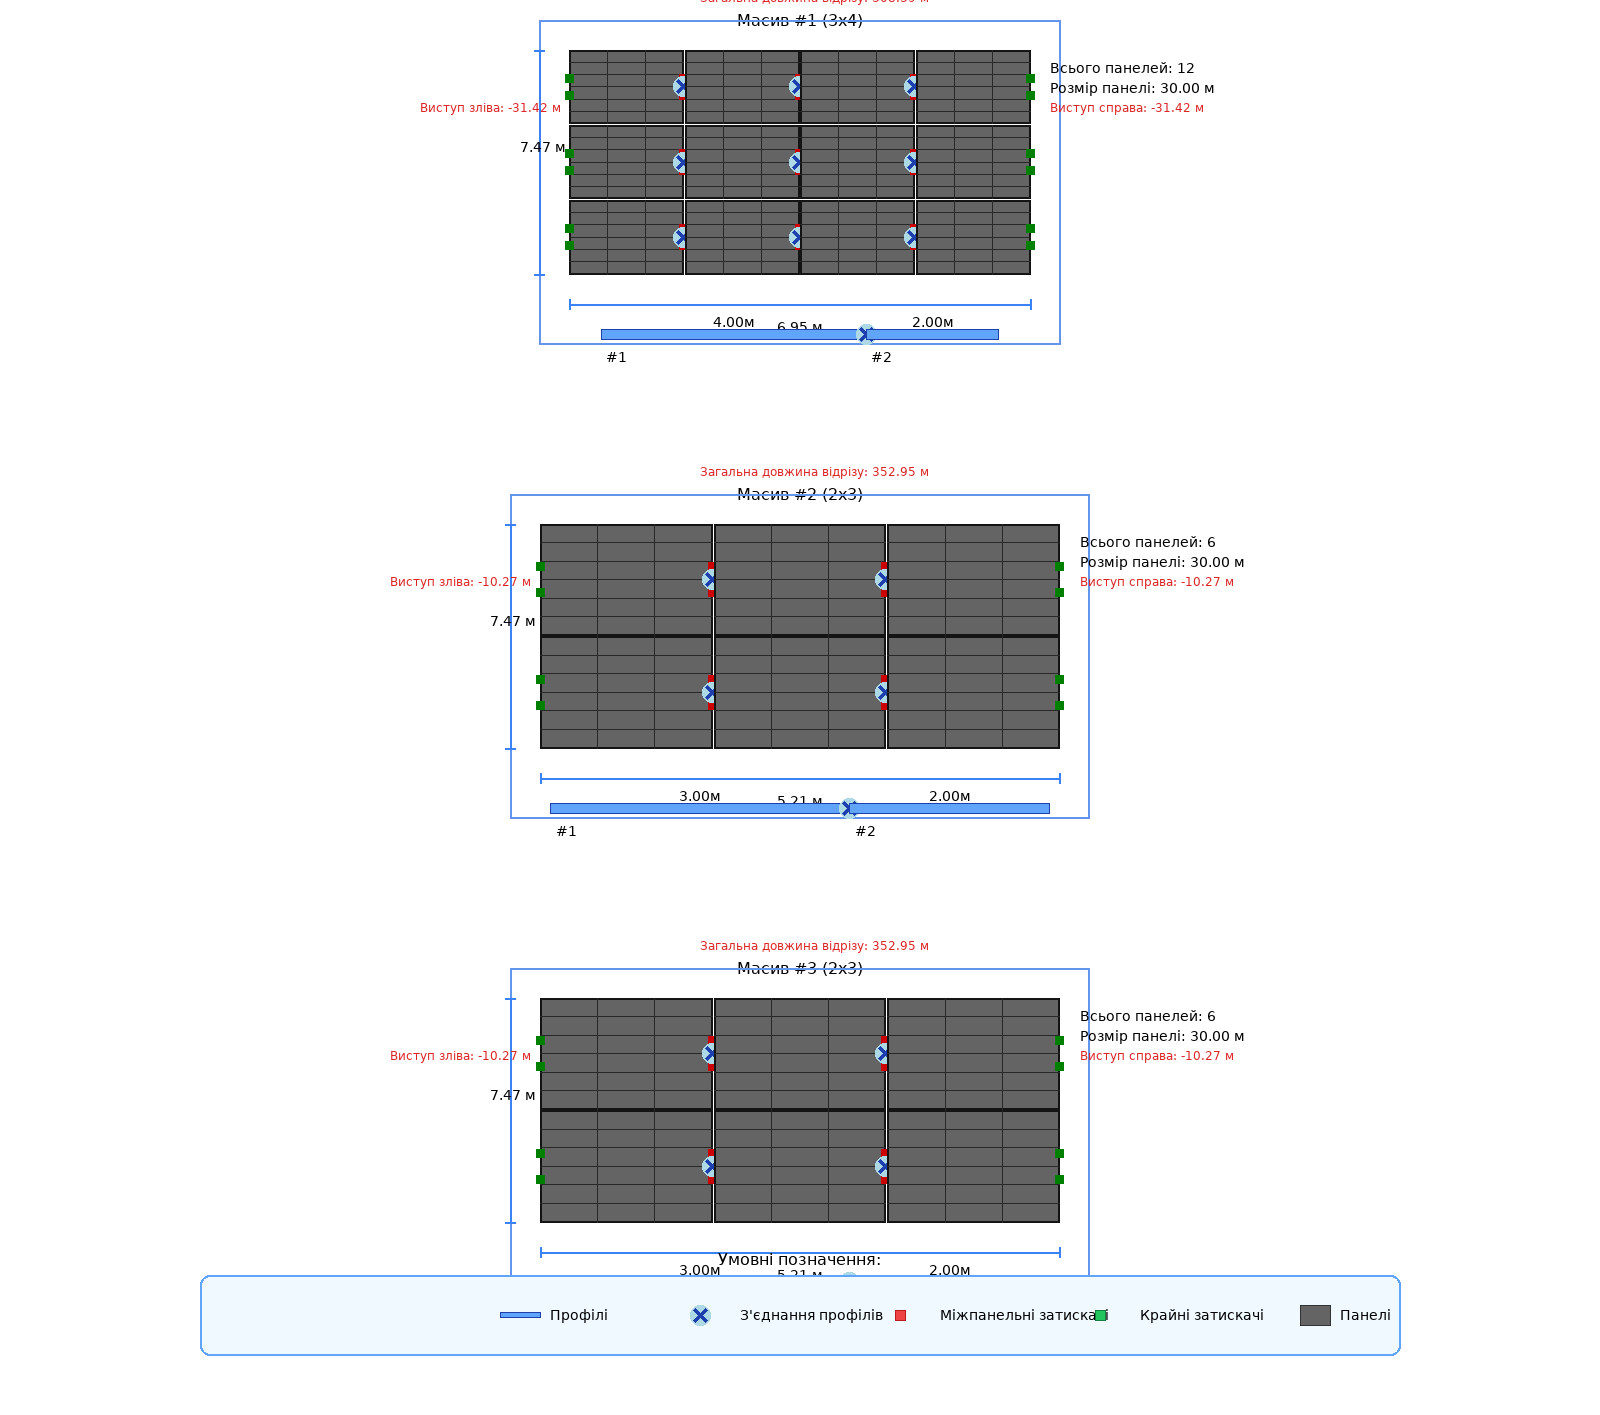 Масив #1 (3x4)
Всього панелей: 12
Розмір панелі: 30.00 м
Виступ зліва: -31.42 м
Виступ справа: -31.42 м
7.47 м
4.00м
6.95 м
2.00м
#1
#2
Загальна довжина відрізу: 352.95 м
Масив #2 (2x3)
Всього панелей: 6
Розмір панелі: 30.00 м
Виступ зліва: -10.27 м
Виступ справа: -10.27 м
7.47 м
3.00м
5.21 м
2.00м
#1
#2
Загальна довжина відрізу: 352.95 м
Масив #3 (2x3)
Всього панелей: 6
Розмір панелі: 30.00 м
Виступ зліва: -10.27 м
Виступ справа: -10.27 м
7.47 м
Умовні позначення:
3.00м
5.21 м
2.00м
Профілі
З'єднання профілів
Міжпанельні затискачі
Крайні затискачі
Панелі